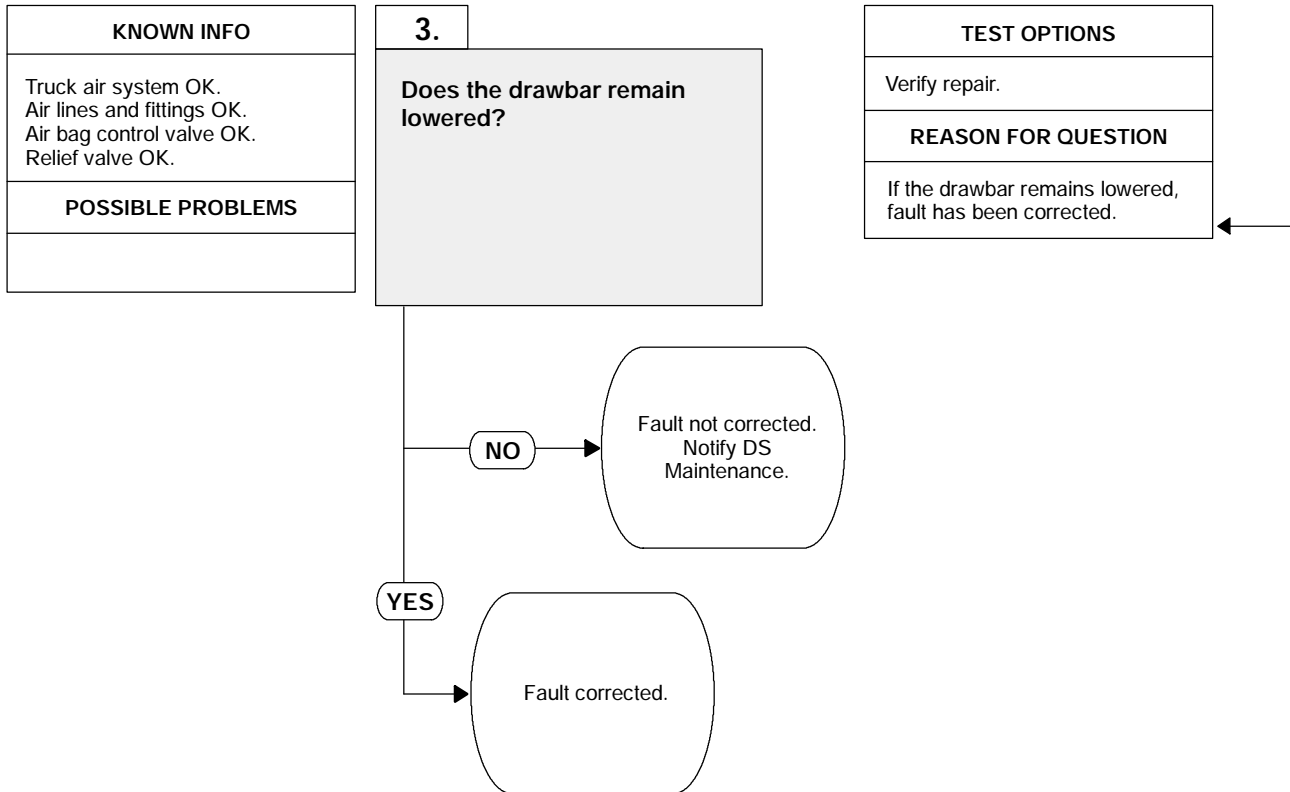 KNOWN INFO
Truck air system OK.
Air lines and fittings OK.
Air bag control valve OK.
Relief valve OK.
POSSIBLE PROBLEMS
3.
Does the drawbar remain
lowered?
TEST OPTIONS
Verify repair.
REASON FOR QUESTION
If the drawbar remains lowered,
fault has been corrected.
NO
Fault not corrected.
Notify DS
Maintenance.
YES
Fault corrected.